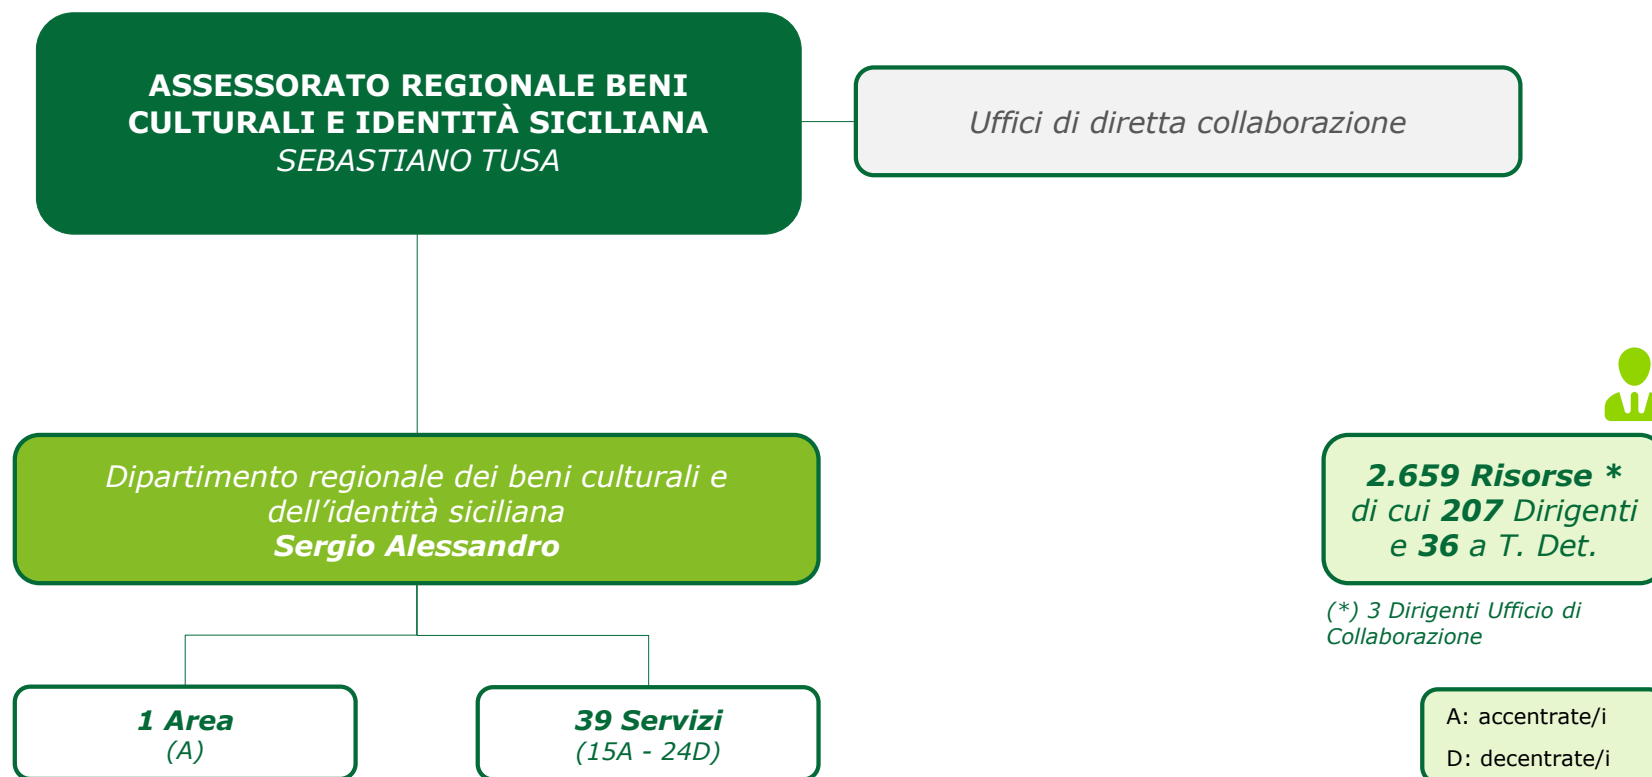 ASSESSORATO REGIONALE BENI
CULTURALI E IDENTITÀ SICILIANA
SEBASTIANO TUSA
Uffici di diretta collaborazione
Dipartimento regionale dei beni culturali e
dell’identità siciliana
Sergio Alessandro
2.659 Risorse *
di cui 207 Dirigenti
e 36 a T. Det.
(*) 3 Dirigenti Ufficio di
Collaborazione
1 Area
(A)
39 Servizi
(15A - 24D)
A: accentrate/i
D: decentrate/i